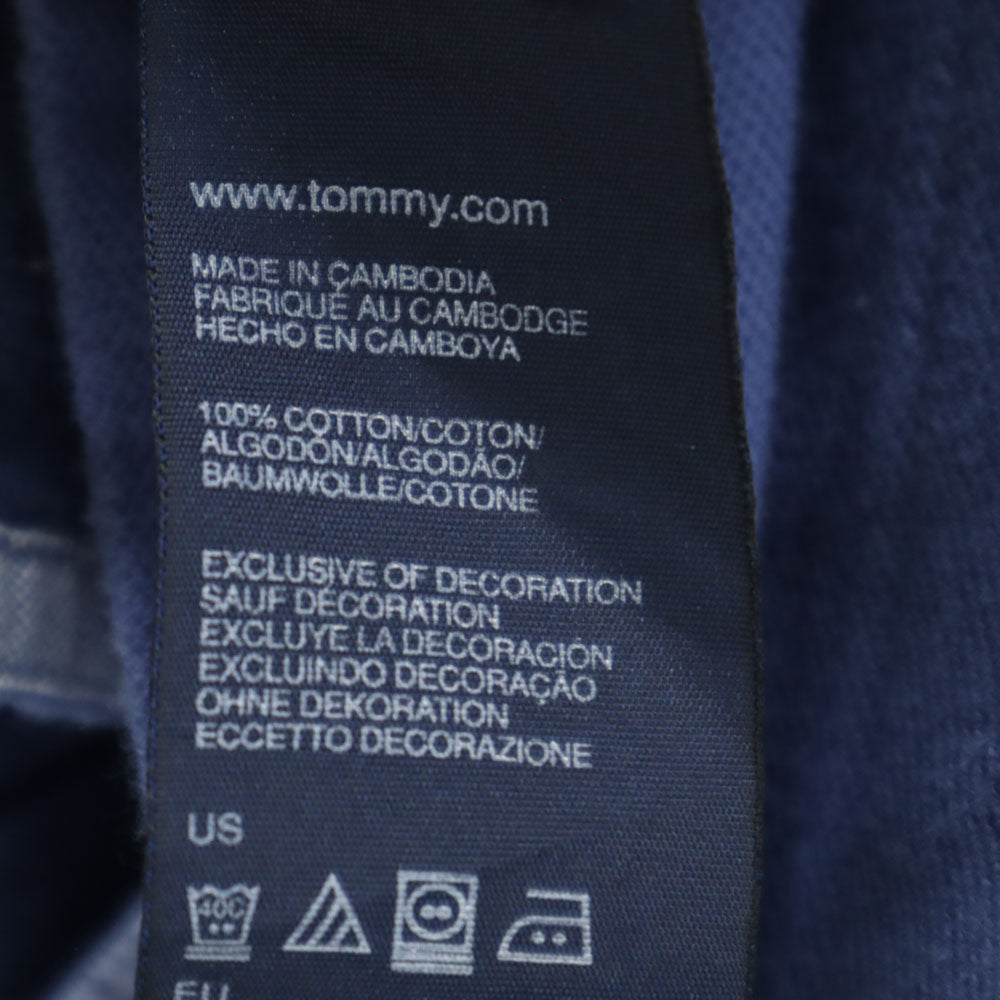 www.tommy.com
MADE IN CAMBODIA
FABRIQUÉ AU CAMBODGE
HECHO EN CAMBOYA
100% COTTON/COTON/
ALGODÓN/ALGODÃO/
BAUMWOLLE/COTONE
EXCLUSIVE OF DECORATION
SAUF DÉCORATION
EXCLUYE LA DECORACIÓN
EXCLUINDO DECORAÇÃO
OHNE DEKORATION
ECCETTO DECORAZIONE
US
40C
EU